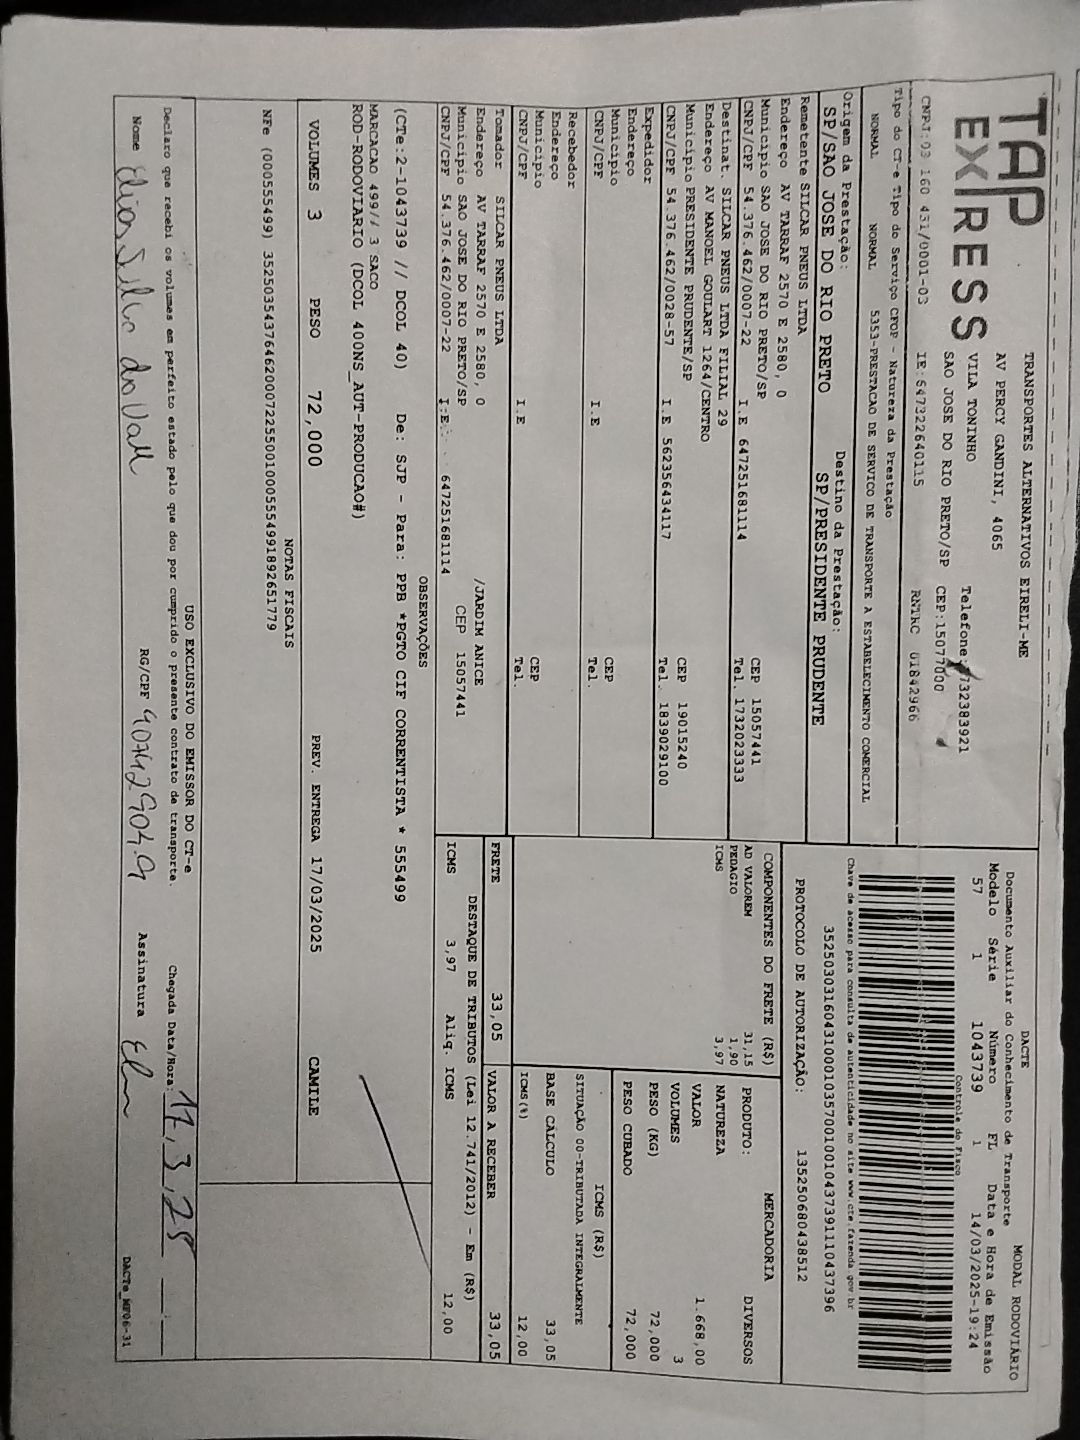 TAP
EXPRESS
TRANSPORTES ALTERNATIVOS EIRELI-ME
AV PERCY GANDINI, 4065
VILA TONINHO Telefone: 732383921
SAO JOSE DO RIO PRETO/SP CEP:15077000
CNPJ:03 160 431/0001-03 IE:647322640115 RNTRC 01842966
Tipo do CT-e Tipo do Serviço CFOP - Natureza da Prestação
NORMAL NORMAL 5353-PRESTACAO DE SERVICO DE TRANSPORTE A ESTABELECIMENTO COMERCIAL
Origem da Prestação: Destino da Prestação:
SP/SAO JOSE DO RIO PRETO SP/PRESIDENTE PRUDENTE
DACTE MODAL RODOVIÁRIO
Documento Auxiliar do Conhecimento de Transporte
Modelo Série Número FL Data e Hora de Emissão
57 1 1043739 1 14/03/2025-19:24
Controle do Fisco
Chave de acesso para consulta de autenticidade no site www.cte.fazenda.gov.br
35250303160431000103570010010437391110437396
PROTOCOLO DE AUTORIZAÇÃO: 135250680438512
Remetente SILCAR PNEUS LTDA
Endereço AV TARRAF 2570 E 2580, 0
Municipio SAO JOSE DO RIO PRETO/SP CEP 15057441
CNPJ/CPF 54.376.462/0007-22 I.E 647251681114 Tel. 1732023333
Destinat. SILCAR PNEUS LTDA FILIAL 29
Endereço AV MANOEL GOULART 1264/CENTRO
Municipio PRESIDENTE PRUDENTE/SP CEP 19015240
CNPJ/CPF 54.376.462/0028-57 I.E 562356434117 Tel. 1839029100
Expedidor
Endereço
Municipio CEP
CNPJ/CPF I.E Tel.
Recebedor
Endereço
Municipio CEP
CNPJ/CPF I.E Tel.
Tomador SILCAR PNEUS LTDA
Endereço AV TARRAF 2570 E 2580, 0 /JARDIM ANICE
Municipio SAO JOSE DO RIO PRETO/SP CEP 15057441
CNPJ/CPF 54.376.462/0007-22 I.E. 647251681114
COMPONENTES DO FRETE (R$)
AD VALOREM 31,15
PEDAGIO 1,90
ICMS 3,97
MERCADORIA
PRODUTO: DIVERSOS
NATUREZA
VALOR 1.668,00
VOLUMES 3
PESO (KG) 72,000
PESO CUBADO 72,000
ICMS (R$)
SITUAÇÃO 00-TRIBUTADA INTEGRALMENTE
BASE CÁLCULO 33,05
ICMS(%) 12,00
FRETE 33,05 VALOR A RECEBER 33,05
DESTAQUE DE TRIBUTOS (Lei 12.741/2012) - Em (R$)
ICMS 3,97 Aliq. ICMS 12,00
OBSERVAÇÕES
(CTe:2-1043739 // DCOL 40) De: SJP - Para: PPB *PGTO CIF CORRENTISTA * 555499
MARCACAO 499// 3 SACO
ROD-RODOVIARIO (DCOL 400NS_AUT-PRODUCAO#)
VOLUMES 3 PESO 72,000 PREV. ENTREGA 17/03/2025 CAMILE
NOTAS FISCAIS
NFe (000555499) 35250354376462000722550010005554991892651779
USO EXCLUSIVO DO EMISSOR DO CT-e
Declaro que recebi os volumes em perfeito estado pelo que dou por cumprido o presente contrato de transporte. Chegada Data/Hora: 17,3,25 __:__
Nome RG/CPF Assinatura
DACTe_MF06-31